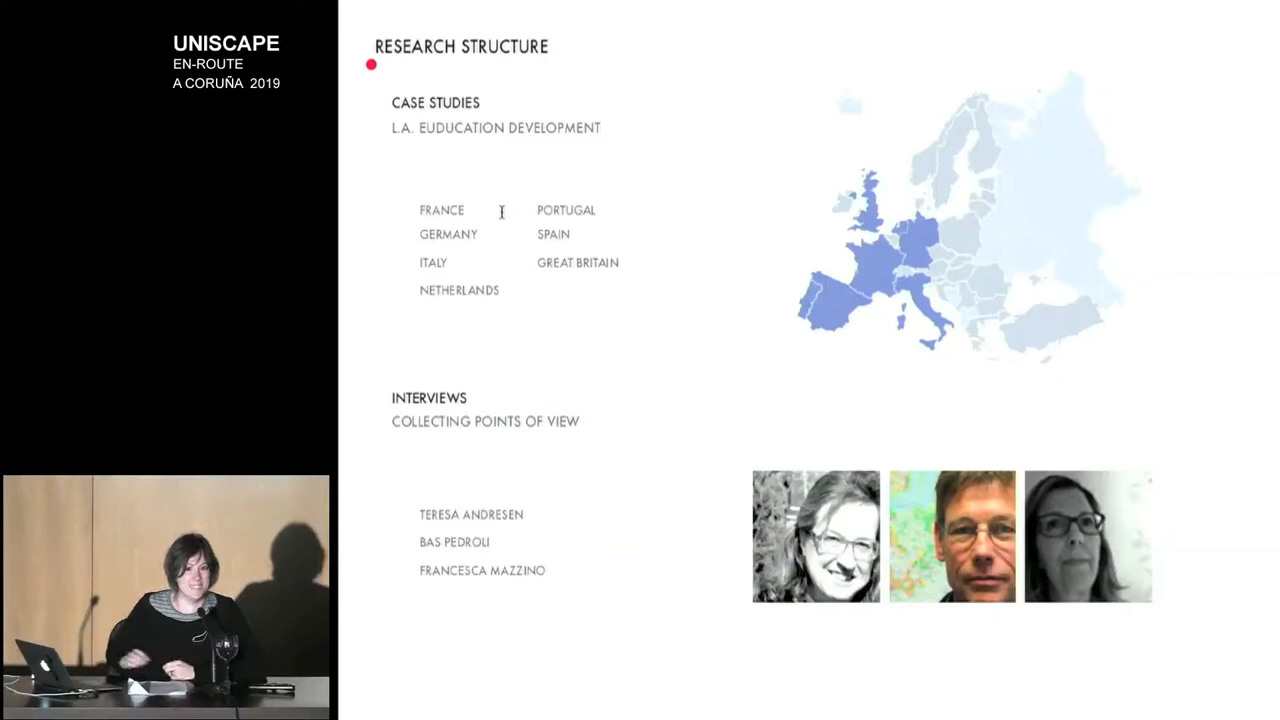 UNISCAPE
EN-ROUTE
A CORUÑA 2019
RESEARCH STRUCTURE
CASE STUDIES
L.A. EUDUCATION DEVELOPMENT
FRANCE
PORTUGAL
GERMANY
SPAIN
ITALY
GREAT BRITAIN
NETHERLANDS
INTERVIEWS
COLLECTING POINTS OF VIEW
TERESA ANDRESEN
BAS PEDROLI
FRANCESCA MAZZINO